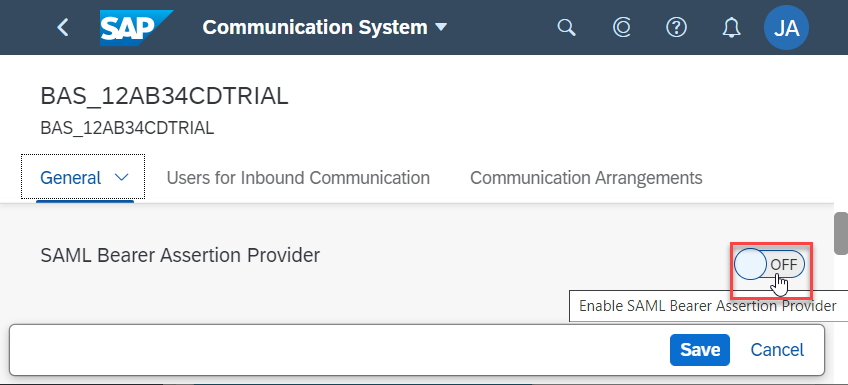 SAP Communication System JA
BAS_12AB34CDTRIAL
BAS_12AB34CDTRIAL
General Users for Inbound Communication Communication Arrangements
SAML Bearer Assertion Provider OFF
Enable SAML Bearer Assertion Provider
Save Cancel